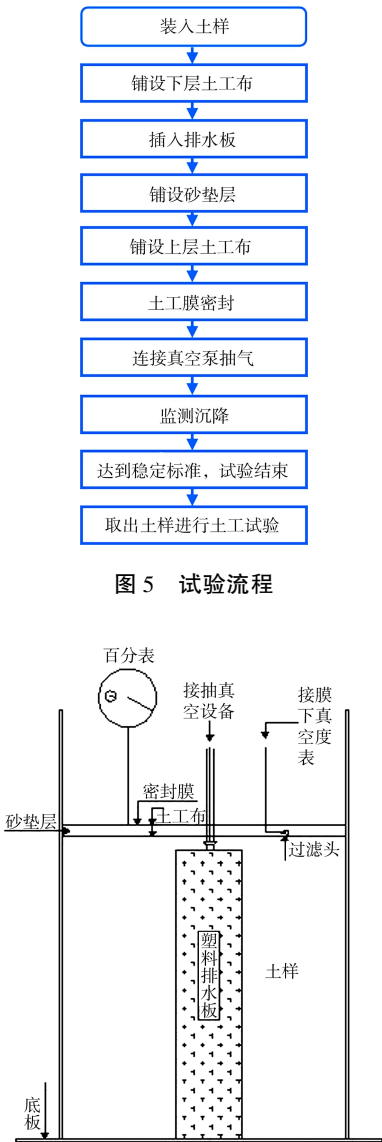 装入土样
铺设下层土工布
插入排水板
铺设砂垫层
铺设上层土工布
土工膜密封
连接真空泵抽气
监测沉降
达到稳定标准，试验结束
取出土样进行土工试验
图 5 试验流程
百分表
接抽真
空设备
接膜
下真
空度
表
密封膜
土工布
砂垫层
过滤头
塑料排水板
土样
底板